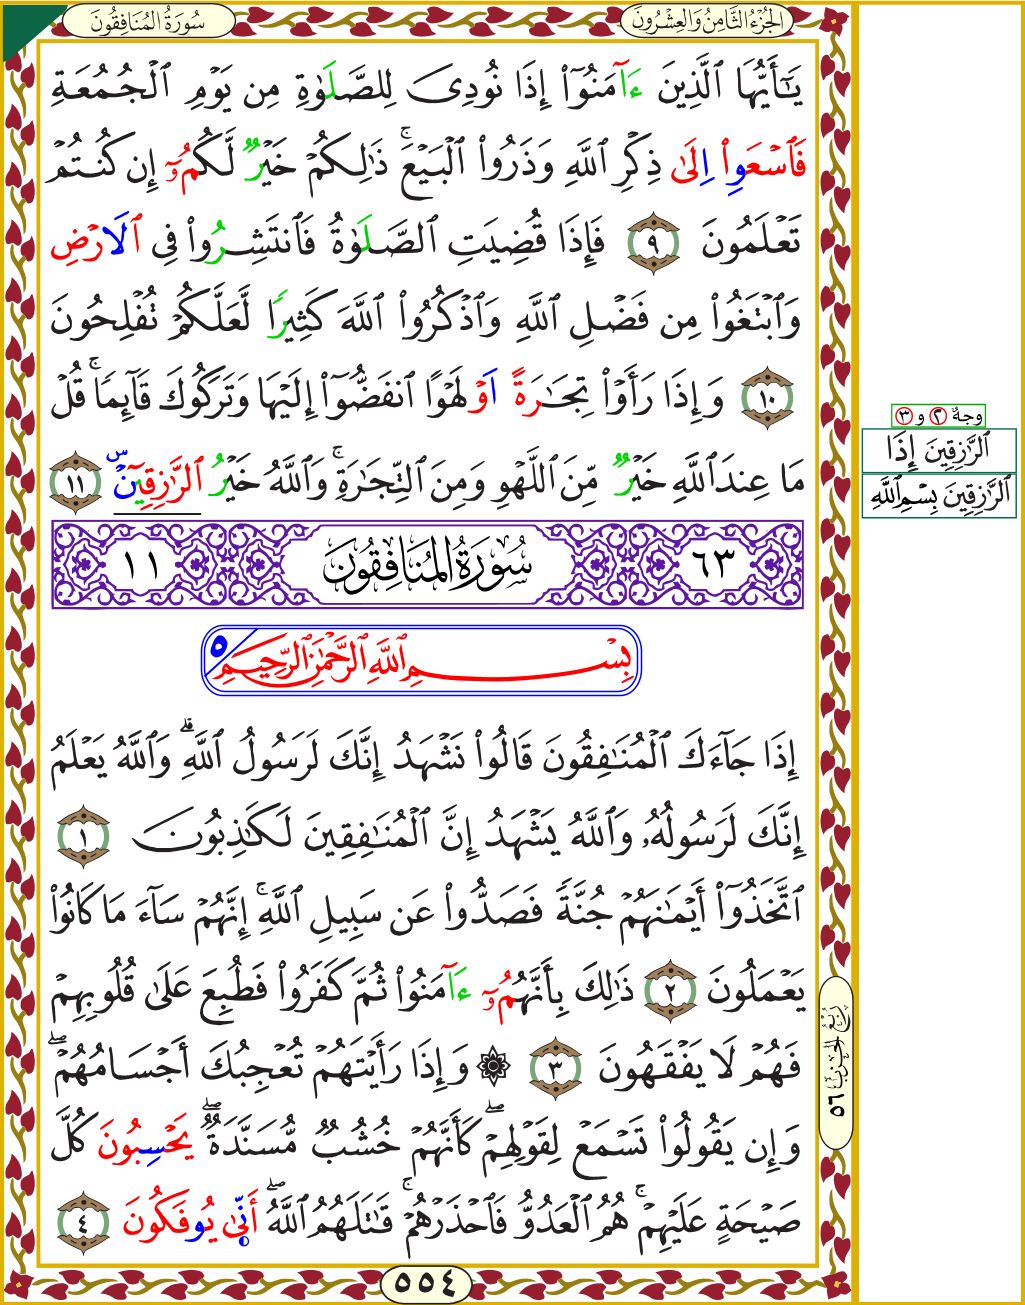 الجُزْءُ الثَّامِنُ وَالعِشْرُونَ
سُورَةُ المُنَافِقُونَ
يَـٰٓأَيُّهَا ٱلَّذِينَ ءَآمَنُوٓا۟ إِذَا نُودِىَ لِلصَّلَوٰةِ مِن يَوْمِ ٱلْجُمُعَةِ
فَٱسْعَوِا۟ اِلَىٰ ذِكْرِ ٱللَّهِ وَذَرُوا۟ ٱلْبَيْعَ ۚ ذَٰلِكُمْ خَيْرٌ لَّكُمُۥٓ إِن كُنتُمْ
تَعْلَمُونَ ٩ فَإِذَا قُضِيَتِ ٱلصَّلَوٰةُ فَٱنتَشِرُوا۟ فِى ٱلَارْضِ
وَٱبْتَغُوا۟ مِن فَضْلِ ٱللَّهِ وَٱذْكُرُوا۟ ٱللَّهَ كَثِيرًا لَّعَلَّكُمْ تُفْلِحُونَ
١٠ وَإِذَا رَأَوْا۟ تِجَـٰرَةً اَوْ لَهْوًا ٱنفَضُّوٓا۟ إِلَيْهَا وَتَرَكُوكَ قَآئِمًا ۚ قُلْ
مَا عِندَ ٱللَّهِ خَيْرٌ مِّنَ ٱللَّهْوِ وَمِنَ ٱلتِّجَـٰرَةِ ۚ وَٱللَّهُ خَيْرُ ٱلرَّٰزِقِينَ ۜ ١١
وجهٌ ٢ و ٣
ٱلرَّٰزِقِينَ إِذَا
ٱلرَّٰزِقِينَ بِسْمِ ٱللَّهِ
٦٣ سُورَةُ المُنَافِقُونَ ١١
بِسْمِ ٱللَّهِ ٱلرَّحْمَـٰنِ ٱلرَّحِيمِ ٥
إِذَا جَآءَكَ ٱلْمُنَـٰفِقُونَ قَالُوا۟ نَشْهَدُ إِنَّكَ لَرَسُولُ ٱللَّهِ ۗ وَٱللَّهُ يَعْلَمُ
إِنَّكَ لَرَسُولُهُۥ وَٱللَّهُ يَشْهَدُ إِنَّ ٱلْمُنَـٰفِقِينَ لَكَـٰذِبُونَ ١
ٱتَّخَذُوٓا۟ أَيْمَـٰنَهُمْ جُنَّةً فَصَدُّوا۟ عَن سَبِيلِ ٱللَّهِ ۚ إِنَّهُمْ سَآءَ مَا كَانُوا۟
يَعْمَلُونَ ٢ ذَٰلِكَ بِأَنَّهُمُۥٓ ءَآمَنُوا۟ ثُمَّ كَفَرُوا۟ فَطُبِعَ عَلَىٰ قُلُوبِهِمْ
فَهُمْ لَا يَفْقَهُونَ ٣ ۞ وَإِذَا رَأَيْتَهُمْ تُعْجِبُكَ أَجْسَامُهُمْ ۖ
وَإِن يَقُولُوا۟ تَسْمَعْ لِقَوْلِهِمْ ۖ كَأَنَّهُمْ خُشُبٌ مُّسَنَّدَةٌ ۖ يَحْسِبُونَ كُلَّ
صَيْحَةٍ عَلَيْهِمْ ۚ هُمُ ٱلْعَدُوُّ فَٱحْذَرْهُمْ ۚ قَـٰتَلَهُمُ ٱللَّهُ ۖ أَنَّىٰ يُوفَكُونَ ٤
رُبْعُ الحِزْبِ ٥٦
٥٥٤